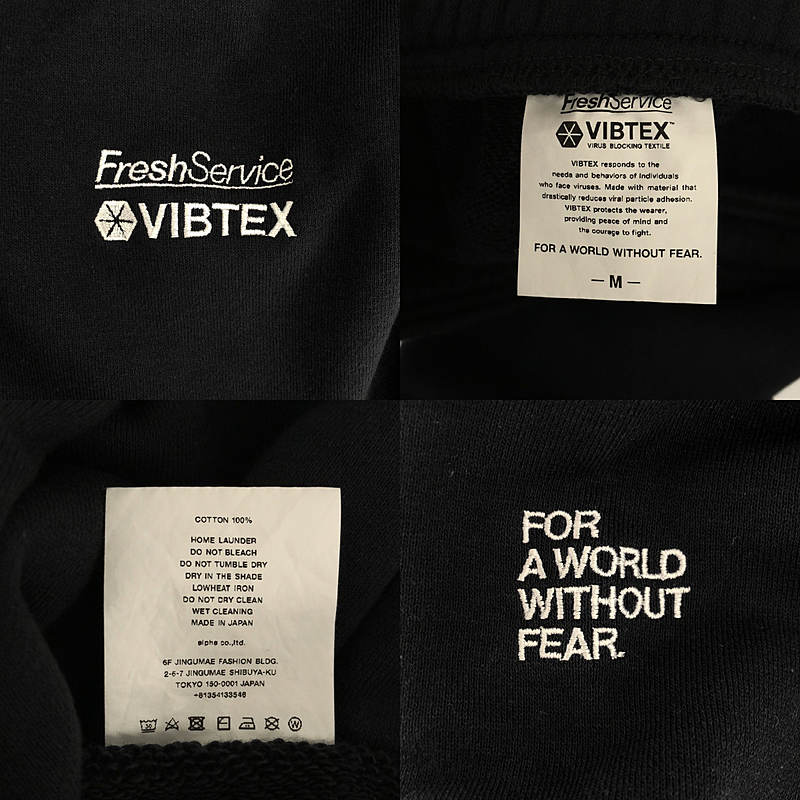 FreshService
VIBTEX
FreshService
VIBTEX™
VIRUS BLOCKING TEXTILE
VIBTEX responds to the
needs and behaviors of individuals
who face viruses. Made with material that
drastically reduces viral particle adhesion.
VIBTEX protects the wearer,
providing peace of mind and
the courage to fight.
FOR A WORLD WITHOUT FEAR.
— M —
COTTON 100%
HOME LAUNDER
DO NOT BLEACH
DO NOT TUMBLE DRY
DRY IN THE SHADE
LOWHEAT IRON
DO NOT DRY CLEAN
WET CLEANING
MADE IN JAPAN
alpha co.,ltd.
6F JINGUMAE FASHION BLDG.
2-6-7 JINGUMAE SHIBUYA-KU
TOKYO 150-0001 JAPAN
+81354133546
30 W
FOR
A WORLD
WITHOUT
FEAR.